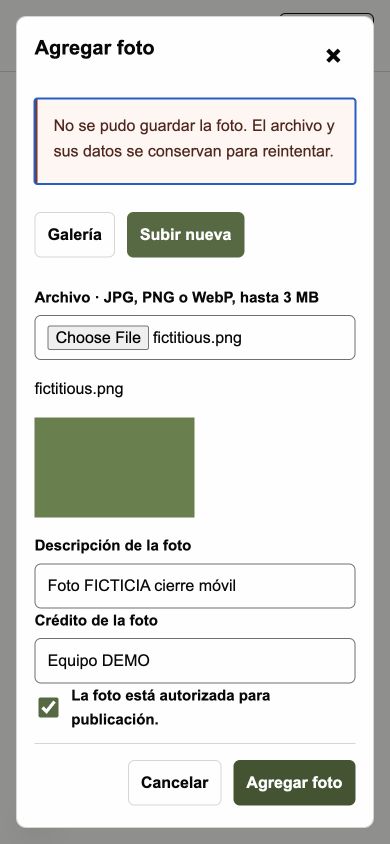 Agregar foto
No se pudo guardar la foto. El archivo y
sus datos se conservan para reintentar.
Galería
Subir nueva
Archivo · JPG, PNG o WebP, hasta 3 MB
Choose File fictitious.png
fictitious.png
Descripción de la foto
Foto FICTICIA cierre móvil
Crédito de la foto
Equipo DEMO
La foto está autorizada para
publicación.
Cancelar
Agregar foto